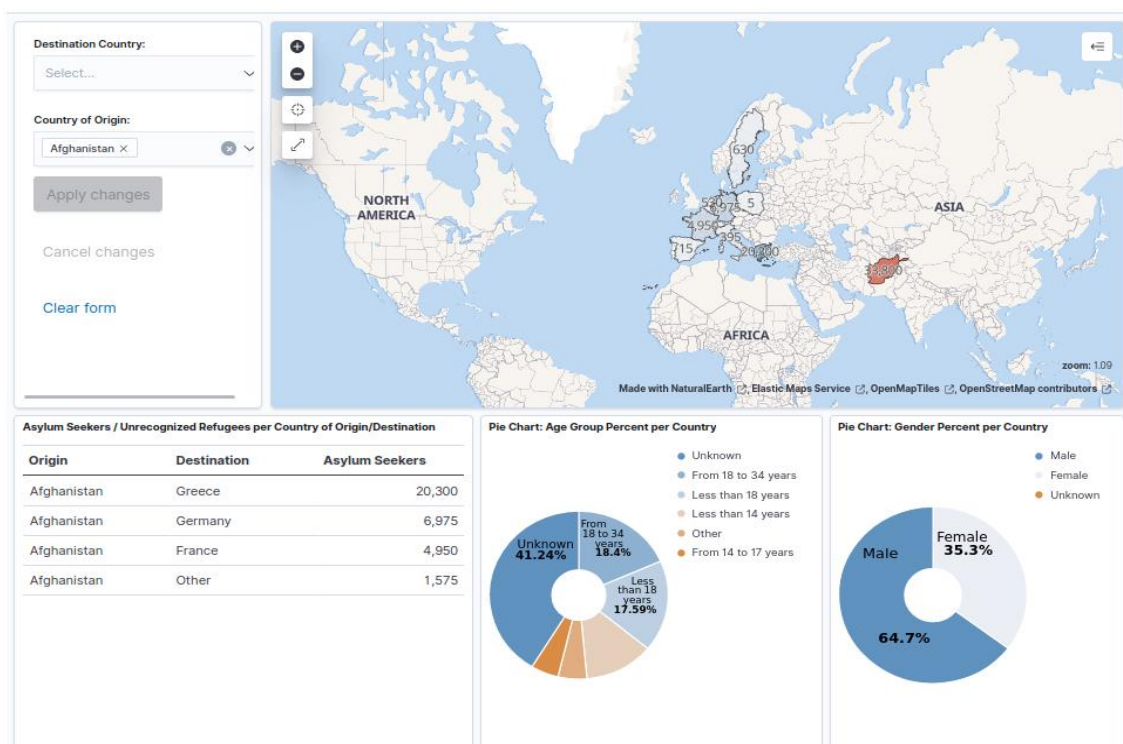 Destination Country:
Select...
Country of Origin:
Afghanistan ×
Apply changes
Cancel changes
Clear form
NORTH
AMERICA
ASIA
AFRICA
630
5
4,950
395
715
20,300
33,800
zoom: 1.09
Made with NaturalEarth , Elastic Maps Service , OpenMapTiles , OpenStreetMap contributors
Asylum Seekers / Unrecognized Refugees per Country of Origin/Destination
Origin Destination Asylum Seekers
Afghanistan Greece 20,300
Afghanistan Germany 6,975
Afghanistan France 4,950
Afghanistan Other 1,575
Pie Chart: Age Group Percent per Country
Unknown
From 18 to 34 years
Less than 18 years
Less than 14 years
Other
From 14 to 17 years
Unknown
41.24%
From
18 to 34
years
18.4%
Less
than 18
years
17.59%
Pie Chart: Gender Percent per Country
Male
Female
Unknown
Male
64.7%
Female
35.3%